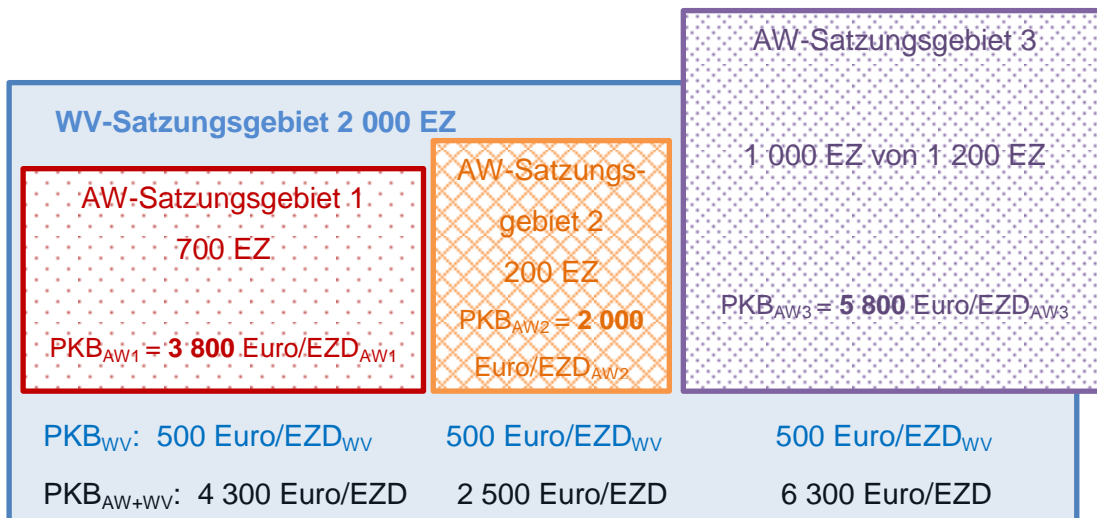 AW-Satzungsgebiet 3
1 000 EZ von 1 200 EZ
PKB_AW3 = 5 800 Euro/EZD_AW3
WV-Satzungsgebiet 2 000 EZ
AW-Satzungsgebiet 1
700 EZ
PKB_AW1 = 3 800 Euro/EZD_AW1
AW-Satzungs-
gebiet 2
200 EZ
PKB_AW2 = 2 000
Euro/EZD_AW2
PKB_WV: 500 Euro/EZD_WV 500 Euro/EZD_WV 500 Euro/EZD_WV
PKB_AW+WV: 4 300 Euro/EZD 2 500 Euro/EZD 6 300 Euro/EZD